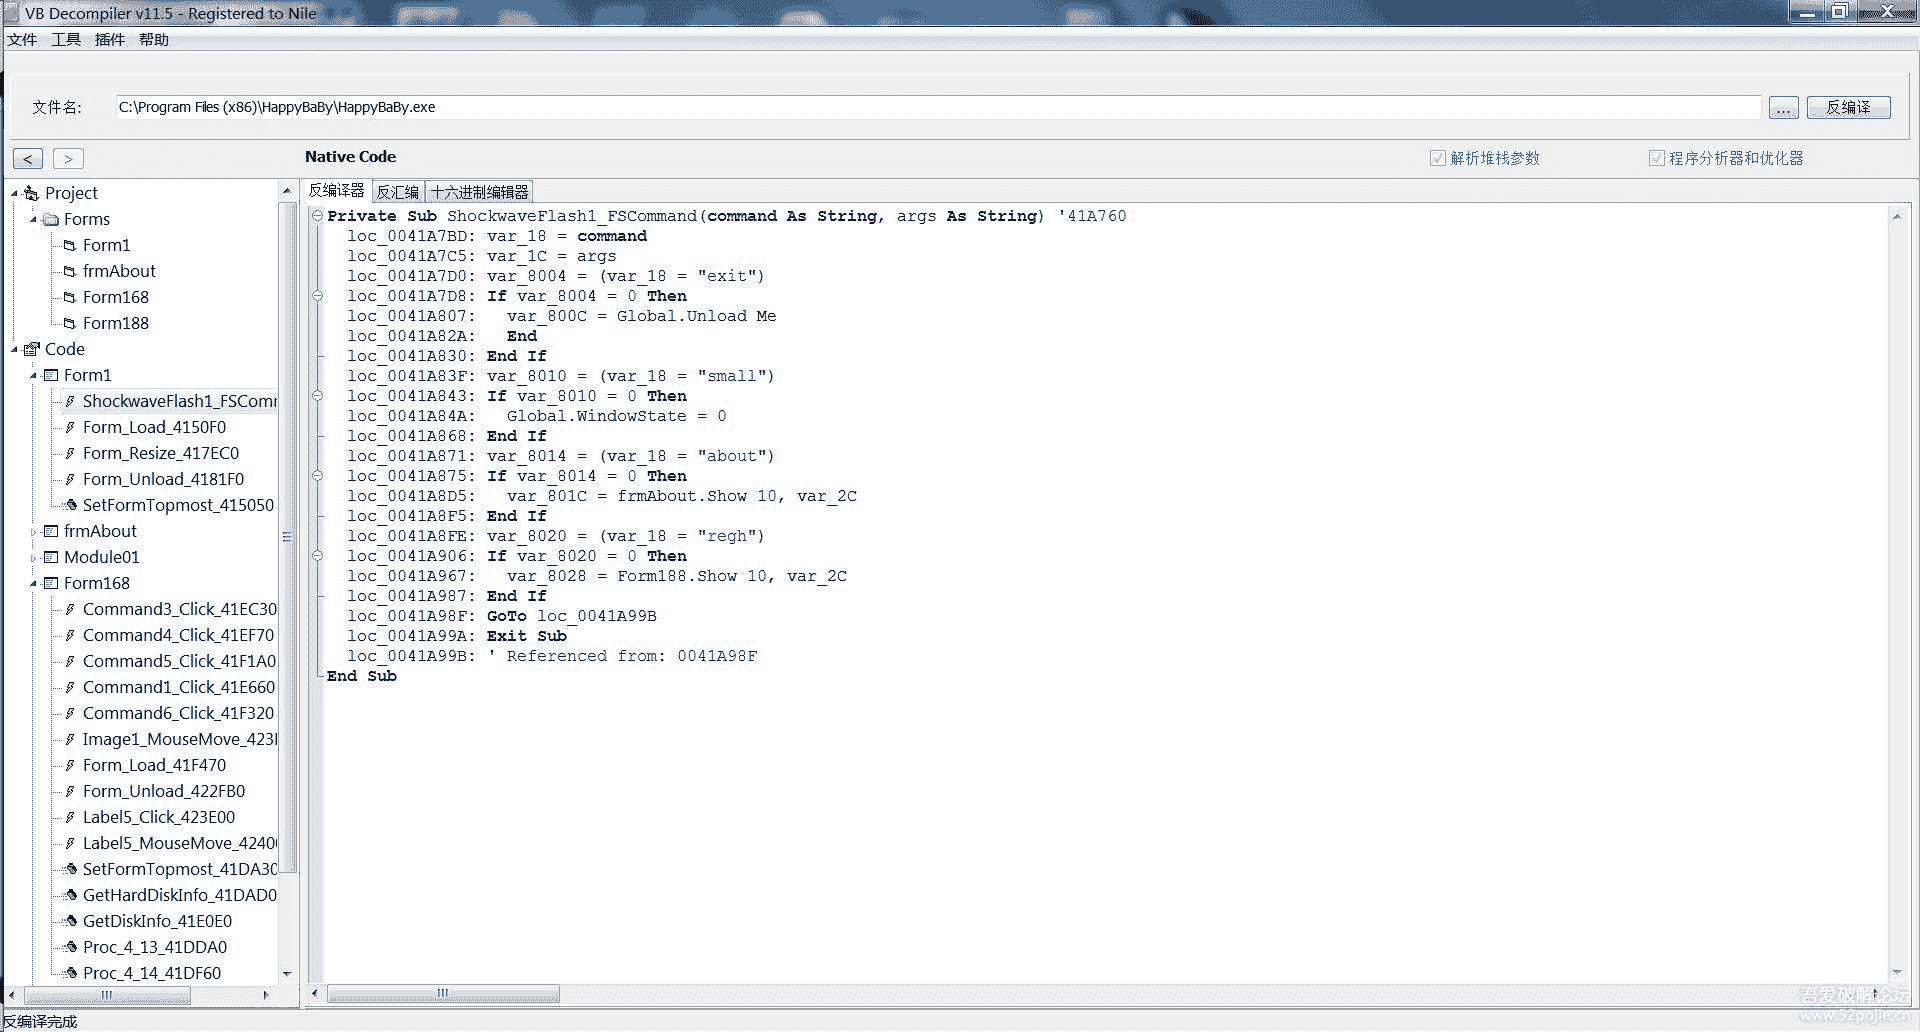 VB Decompiler v11.5 - Registered to Nile
文件 工具 插件 帮助
文件名: C:\Program Files (x86)\HappyBaBy\HappyBaBy.exe ... 反编译
< > Native Code 解析堆栈参数 程序分析器和优化器
Project
Forms
Form1
frmAbout
Form168
Form188
Code
Form1
ShockwaveFlash1_FSComm
Form_Load_4150F0
Form_Resize_417EC0
Form_Unload_4181F0
SetFormTopmost_415050
frmAbout
Module01
Form168
Command3_Click_41EC30
Command4_Click_41EF70
Command5_Click_41F1A0
Command1_Click_41E660
Command6_Click_41F320
Image1_MouseMove_423
Form_Load_41F470
Form_Unload_422FB0
Label5_Click_423E00
Label5_MouseMove_4240
SetFormTopmost_41DA30
GetHardDiskInfo_41DAD0
GetDiskInfo_41E0E0
Proc_4_13_41DDA0
Proc_4_14_41DF60
反编译器 反汇编 十六进制编辑器
Private Sub ShockwaveFlash1_FSCommand(command As String, args As String) '41A760
loc_0041A7BD: var_18 = command
loc_0041A7C5: var_1C = args
loc_0041A7D0: var_8004 = (var_18 = "exit")
loc_0041A7D8: If var_8004 = 0 Then
loc_0041A807: var_800C = Global.Unload Me
loc_0041A82A: End
loc_0041A830: End If
loc_0041A83F: var_8010 = (var_18 = "small")
loc_0041A843: If var_8010 = 0 Then
loc_0041A84A: Global.WindowState = 0
loc_0041A868: End If
loc_0041A871: var_8014 = (var_18 = "about")
loc_0041A875: If var_8014 = 0 Then
loc_0041A8D5: var_801C = frmAbout.Show 10, var_2C
loc_0041A8F5: End If
loc_0041A8FE: var_8020 = (var_18 = "regh")
loc_0041A906: If var_8020 = 0 Then
loc_0041A967: var_8028 = Form188.Show 10, var_2C
loc_0041A987: End If
loc_0041A98F: GoTo loc_0041A99B
loc_0041A99A: Exit Sub
loc_0041A99B: ' Referenced from: 0041A98F
End Sub
吾爱破解论坛
www.52pojie.cn
反编译完成